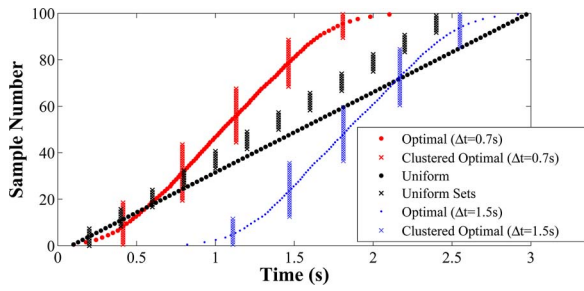 100
80
60
40
20
0
Sample Number
0 0.5 1 1.5 2 2.5 3
Time (s)
Optimal (Δt=0.7s)
Clustered Optimal (Δt=0.7s)
Uniform
Uniform Sets
Optimal (Δt=1.5s)
Clustered Optimal (Δt=1.5s)